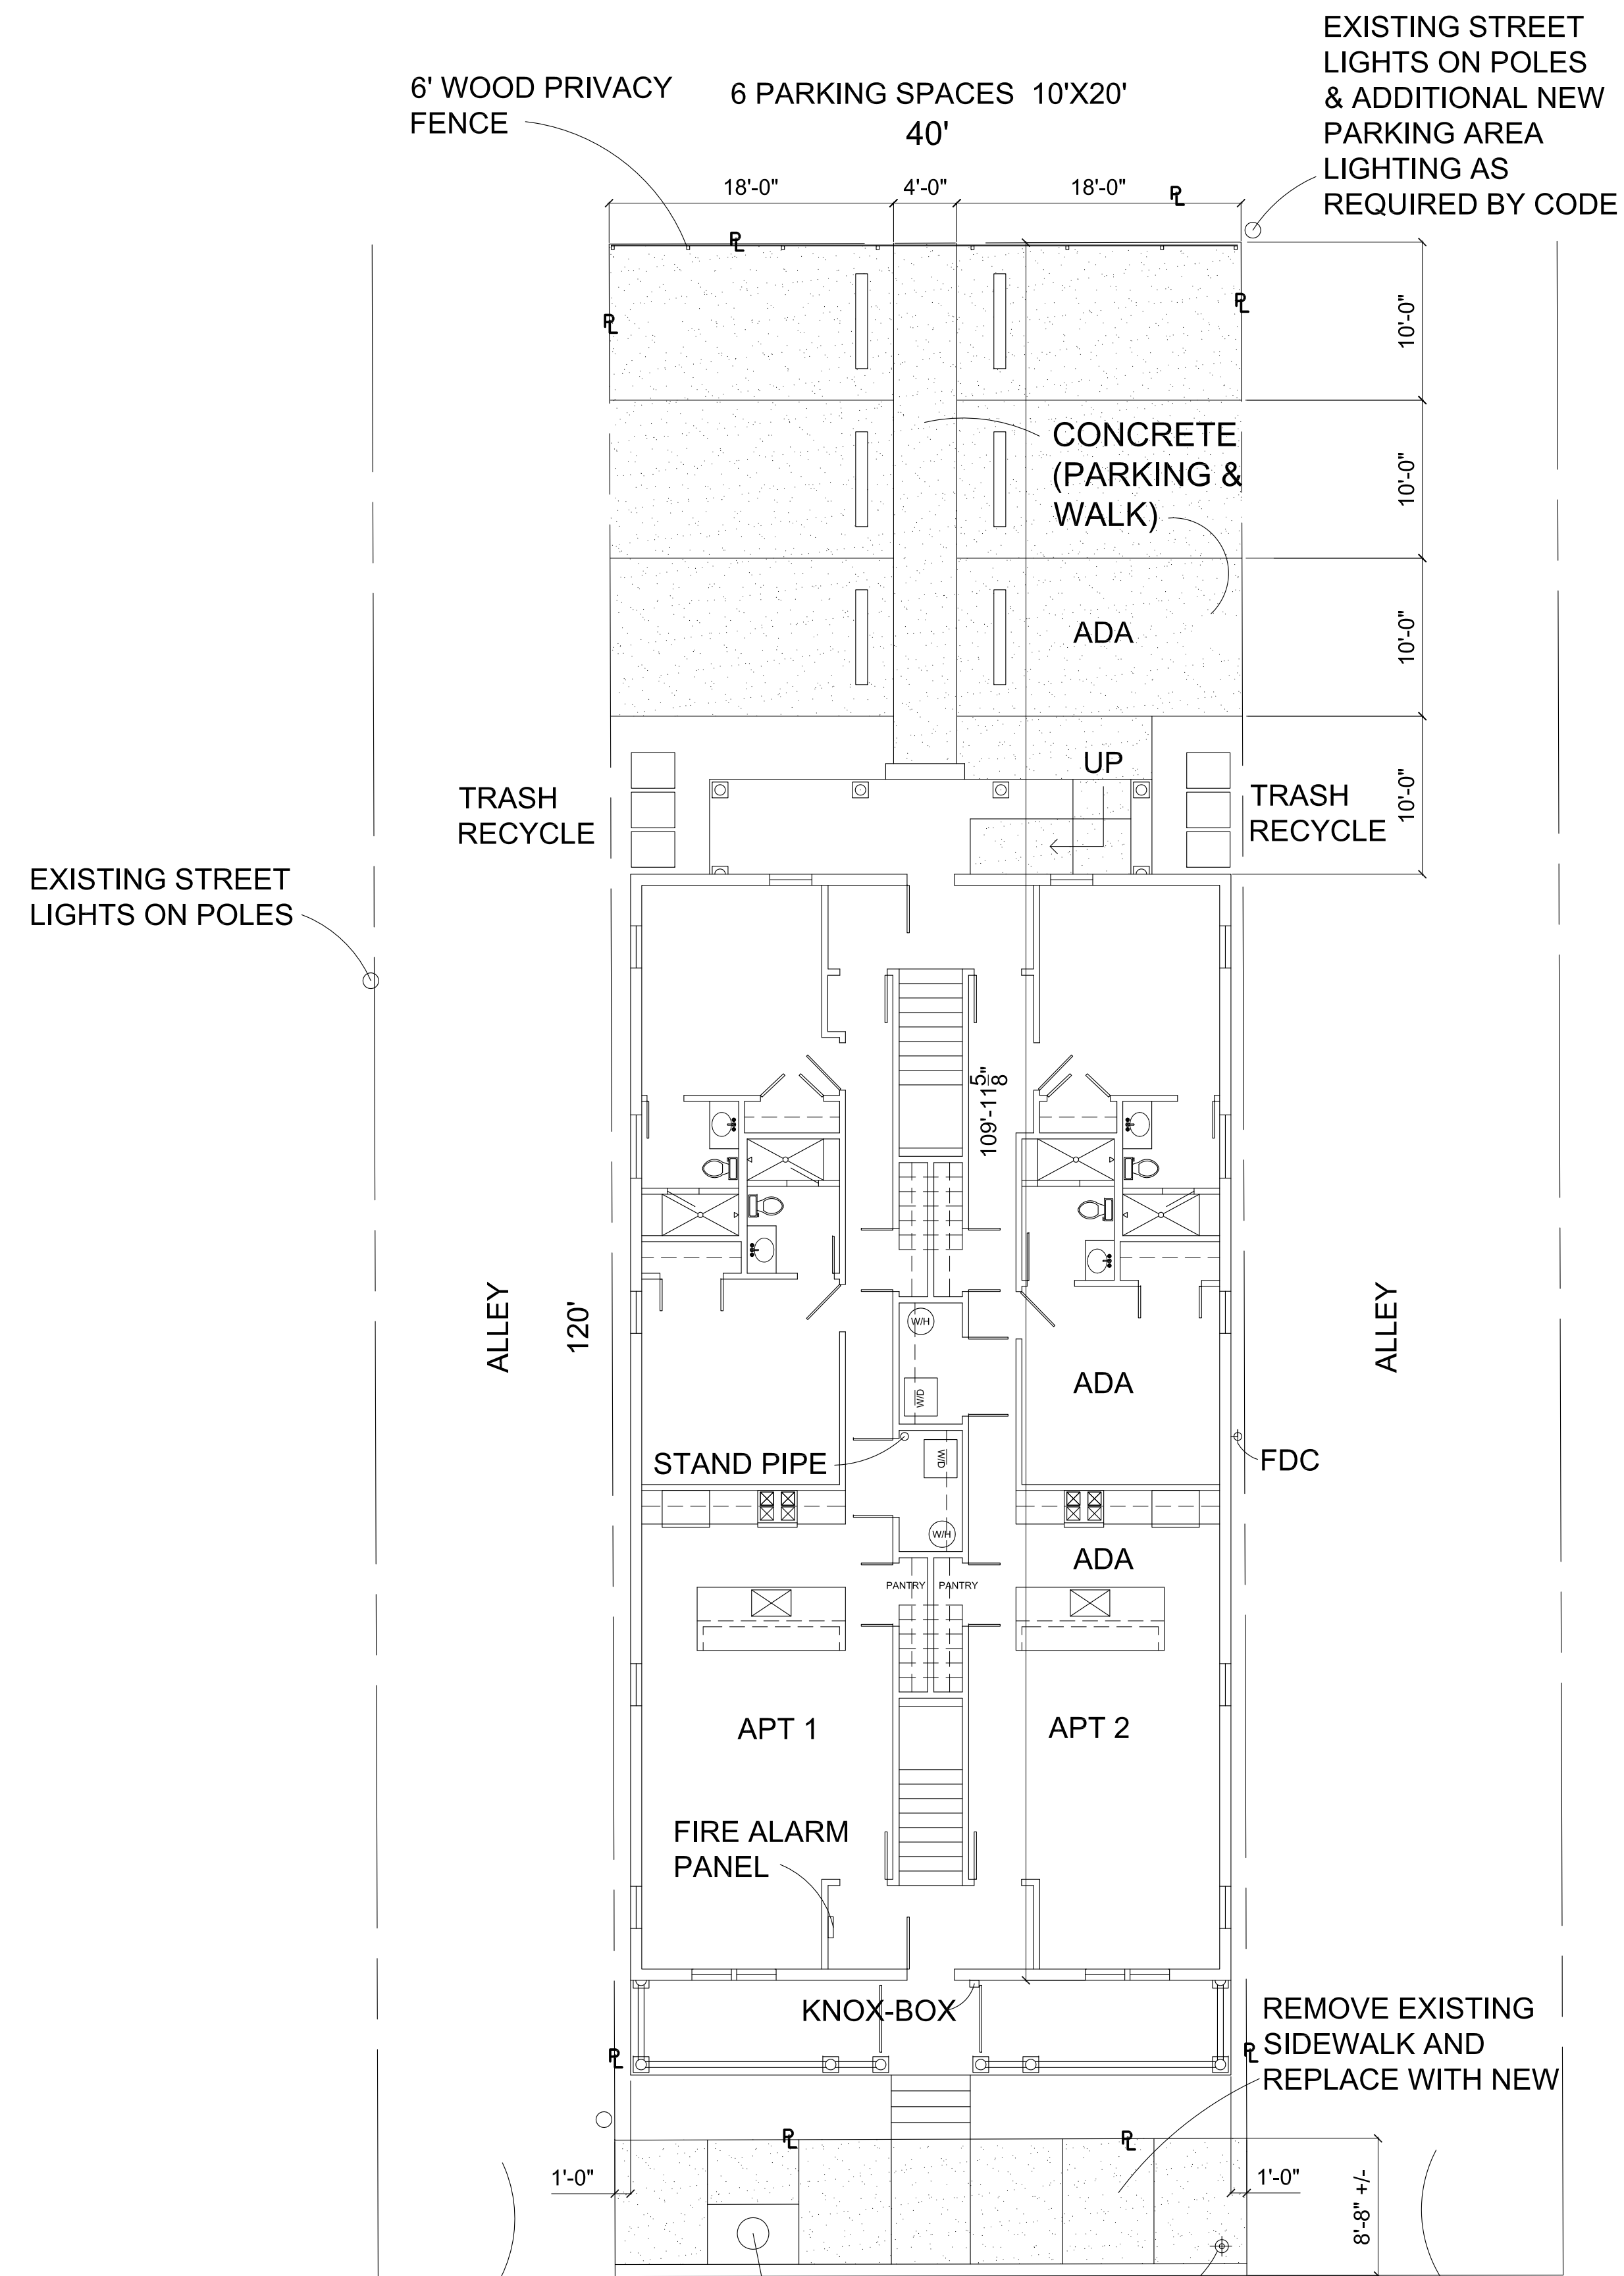 EXISTING STREET
LIGHTS ON POLES
& ADDITIONAL NEW
PARKING AREA
LIGHTING AS
REQUIRED BY CODE
6' WOOD PRIVACY
FENCE
6 PARKING SPACES 10'X20'
40'
18'-0"
4'-0"
18'-0"
PL
PL
PL
PL
10'-0"
CONCRETE
(PARKING &
WALK)
10'-0"
ADA
10'-0"
UP
TRASH
RECYCLE
TRASH
RECYCLE
10'-0"
EXISTING STREET
LIGHTS ON POLES
109'-11 5/8"
ALLEY
120'
W/H
W/D
ADA
ALLEY
STAND PIPE
W/D
FDC
W/H
ADA
PANTRY
PANTRY
APT 1
APT 2
FIRE ALARM
PANEL
KNOX-BOX
REMOVE EXISTING
SIDEWALK AND
REPLACE WITH NEW
PL
PL
PL
PL
1'-0"
1'-0"
8'-8" +/-